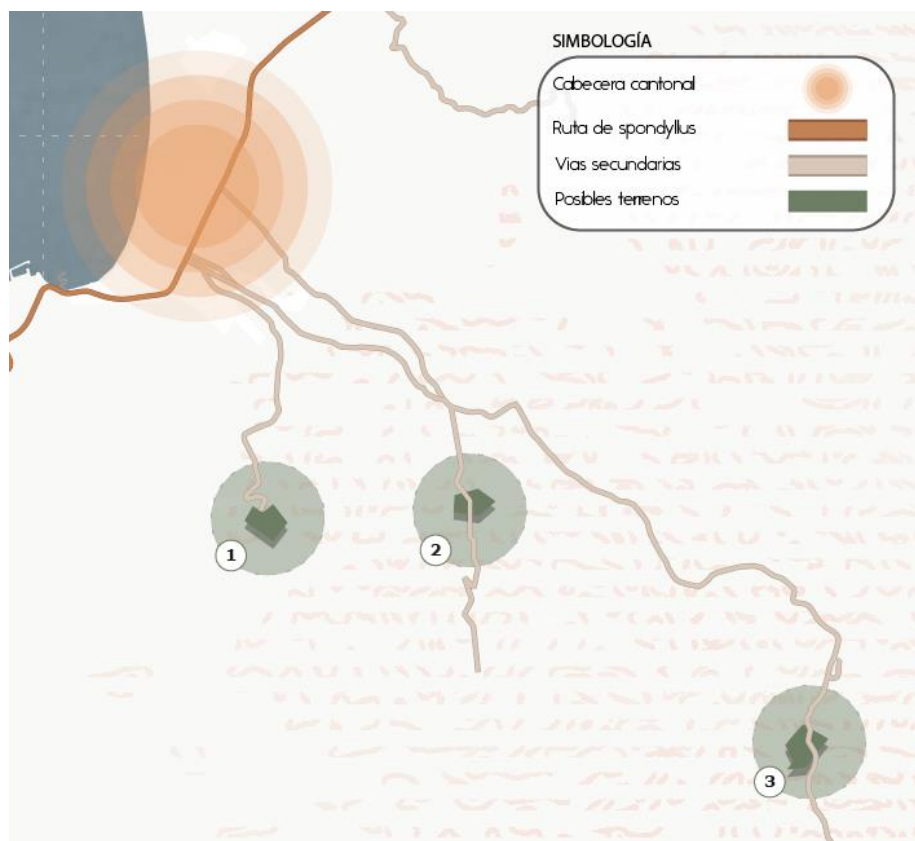 SIMBOLOGÍA
Cabecera cantonal
Ruta de spondyllus
Vias secundarias
Posibles terrenos
1
2
3